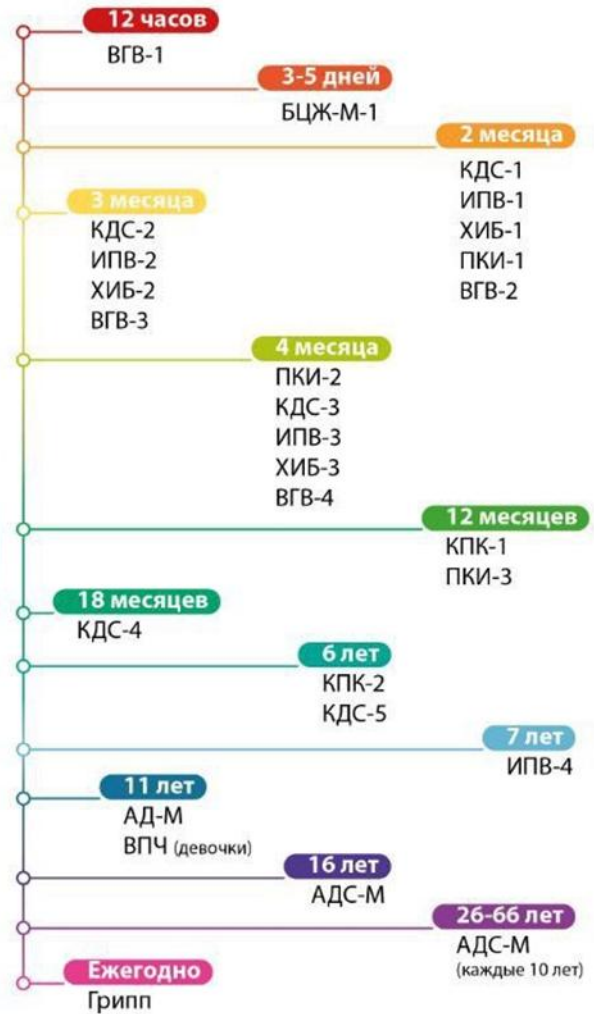 12 часов
ВГВ-1
3-5 дней
БЦЖ-М-1
2 месяца
КДС-1
ИПВ-1
ХИБ-1
ПКИ-1
ВГВ-2
3 месяца
КДС-2
ИПВ-2
ХИБ-2
ВГВ-3
4 месяца
ПКИ-2
КДС-3
ИПВ-3
ХИБ-3
ВГВ-4
12 месяцев
КПК-1
ПКИ-3
18 месяцев
КДС-4
6 лет
КПК-2
КДС-5
7 лет
ИПВ-4
11 лет
АД-М
ВПЧ (девочки)
16 лет
АДС-М
26-66 лет
АДС-М
(каждые 10 лет)
Ежегодно
Грипп